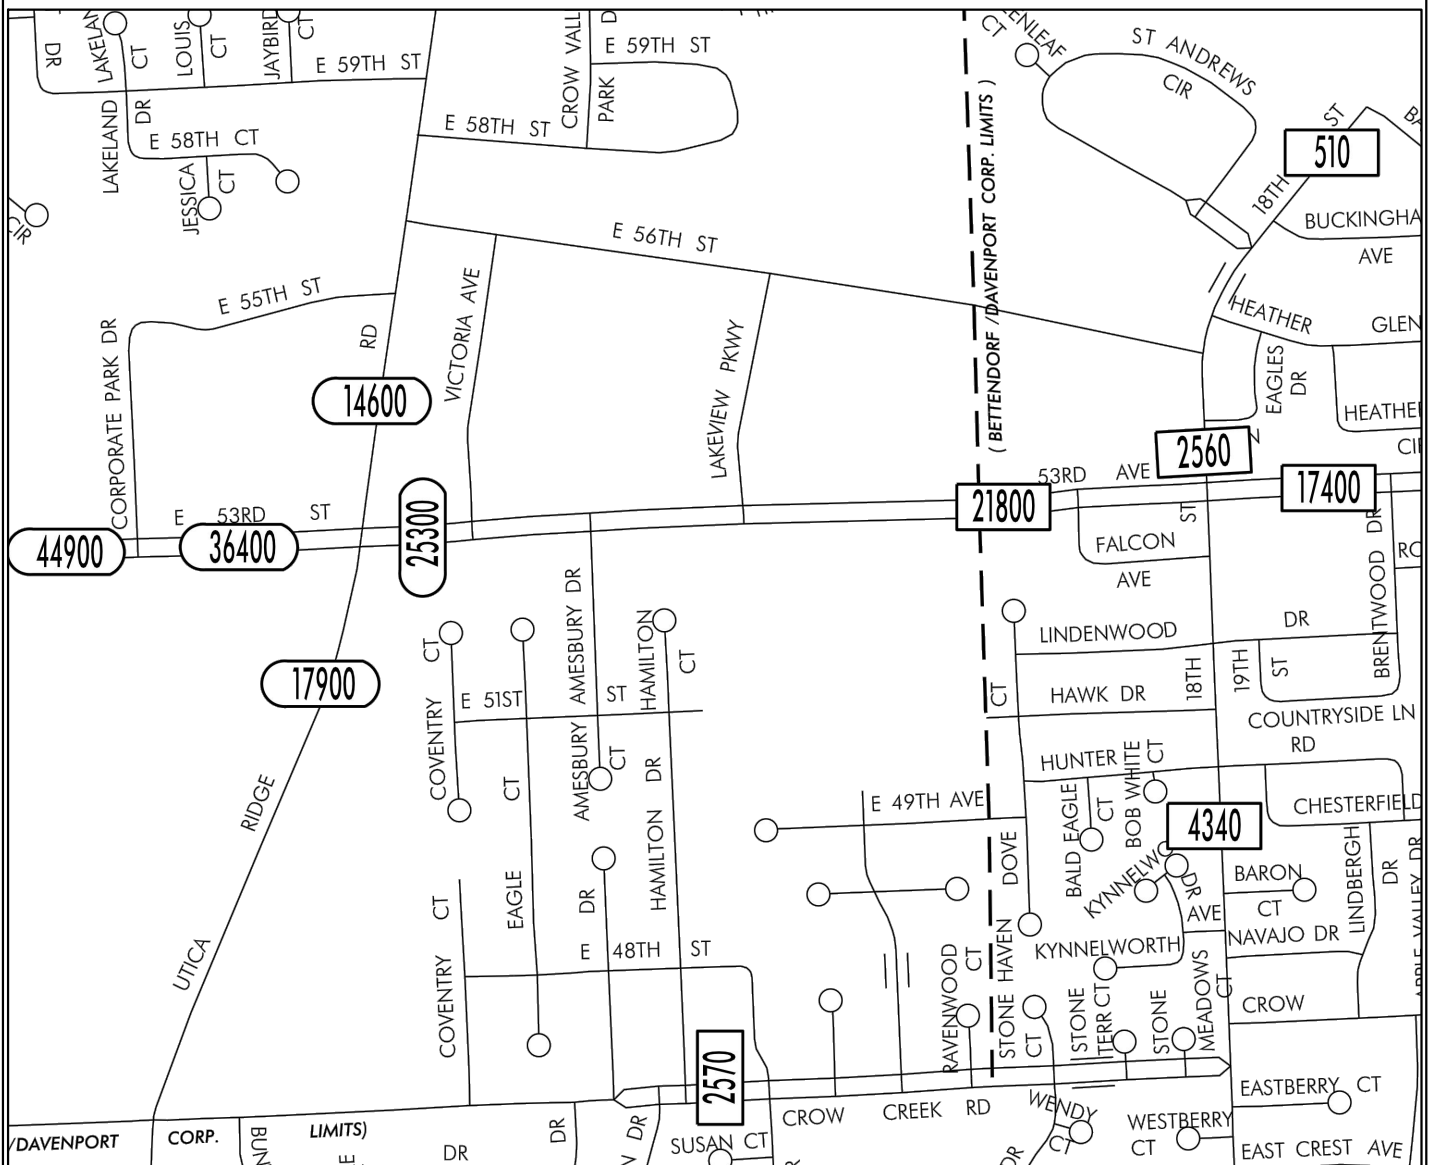 DR
CT
LOUIS
CT
JAYBIRD
CT
E 59TH ST
LAKELAND
DR
E 58TH CT
JESSICA
CT
CIR
CROW VALL
PARK
E 59TH ST
E 58TH ST
CT
ST ANDREWS
CIR
18TH
ST
510
BUCKINGHA
AVE
E 56TH ST
( BETTENDORF /DAVENPORT CORP. LIMITS )
HEATHER
GLEN
EAGLES
DR
E 55TH ST
CORPORATE PARK DR
RD
VICTORIA AVE
LAKEVIEW PKWY
14600
2560
53RD AVE
17400
21800
25300
E 53RD ST
44900
36400
ST
FALCON
AVE
BRENTWOOD DR
LINDENWOOD
DR
17900
COVENTRY
CT
E 51ST
ST
AMESBURY DR
HAMILTON
CT
CT
HAWK DR
18TH
19TH
ST
COUNTRYSIDE LN
RD
HUNTER
BOB WHITE
CT
BALD EAGLE
CT
CHESTERFIELD
4340
RIDGE
UTICA
EAGLE
CT
AMESBURY
CT
HAMILTON DR
E 49TH AVE
DOVE
DR
BARON
CT
LINDBERGH
DR
AVE
NAVAJO DR
KYNNELWORTH
COVENTRY
CT
DR
E 48TH ST
RAVENWOOD
CT
STONE HAVEN
CT
STONE
TERR CT
STONE
MEADOWS
CT
CROW
2570
CROW CREEK RD
EASTBERRY CT
WENDY
CT
WESTBERRY
CT
EAST CREST AVE
/DAVENPORT CORP. LIMITS)
DR
DR
DR
SUSAN CT
DR